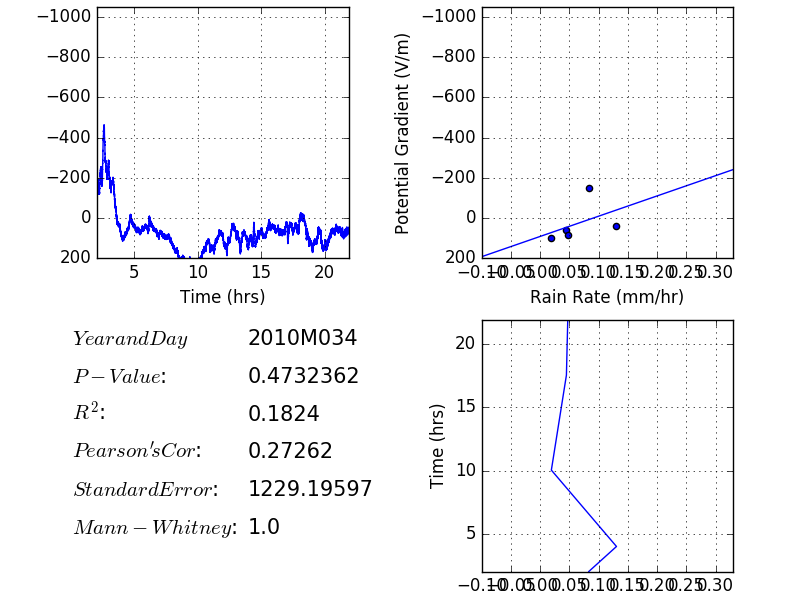 −1000
−800
−600
−400
−200
0
200
5 10 15 20
Time (hrs)
Potential Gradient (V/m)
−1000
−800
−600
−400
−200
0
200
−0.10 −0.05 0.00 0.05 0.10 0.15 0.20 0.25 0.30
Rain Rate (mm/hr)
YearandDay 2010M034
P−Value: 0.4732362
R²: 0.1824
Pearson'sCor: 0.27262
StandardError: 1229.19597
Mann−Whitney: 1.0
Time (hrs)
20
15
10
5
−0.10 −0.05 0.00 0.05 0.10 0.15 0.20 0.25 0.30